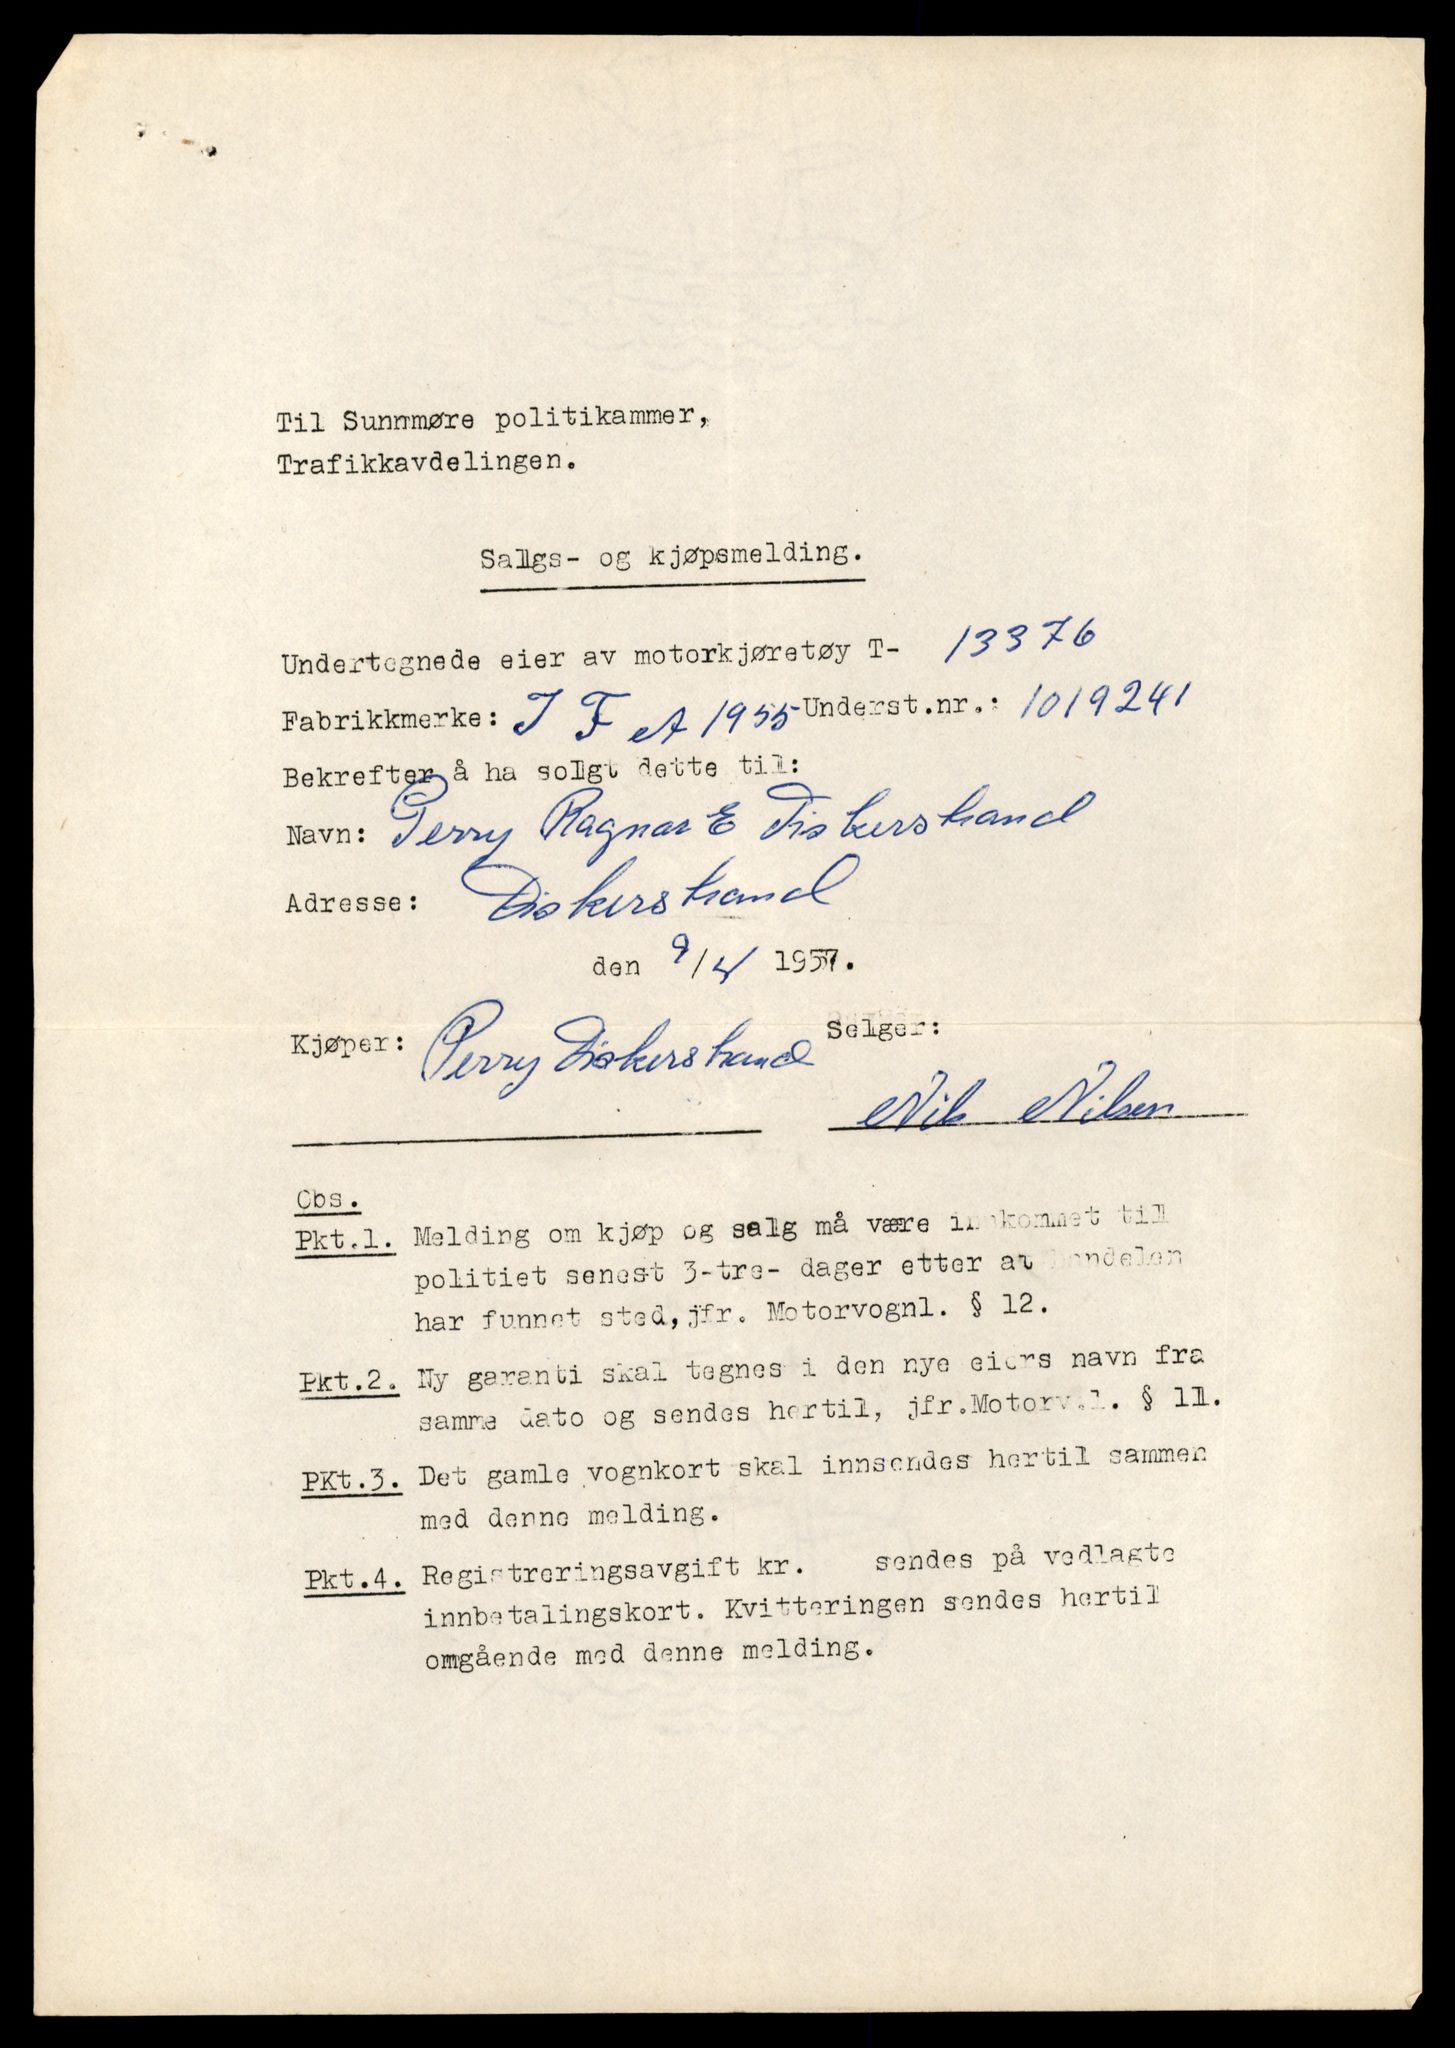 Til Sunnmøre politikammer,
Trafikkavdelingen.
Salgs- og kjøpsmelding.
Undertegnede eier av motorkjøretøy T- 13376
Fabrikkmerke: I F A 1955 Underst.nr.: 1019241
Bekrefter å ha solgt dette til:
Navn: Perry Ragnar E Diskerstrand
Adresse: Diskerstrand
den 9/4 1957.
Kjøper: Perry Diskerstrand Selger:
Nils Nilsen
Obs.
Pkt.1. Melding om kjøp og salg må være innkommet til
politiet senest 3-tre- dager etter at handelen
har funnet sted, jfr. Motorvognl. § 12.
Pkt.2. Ny garanti skal tegnes i den nye eiers navn fra
samme dato og sendes hertil, jfr.Motorv.l. § 11.
PKt.3. Det gamle vognkort skal innsendes hertil sammen
med denne melding.
Pkt.4. Registreringsavgift kr. sendes på vedlagte
innbetalingskort. Kvitteringen sendes hertil
omgående med denne melding.